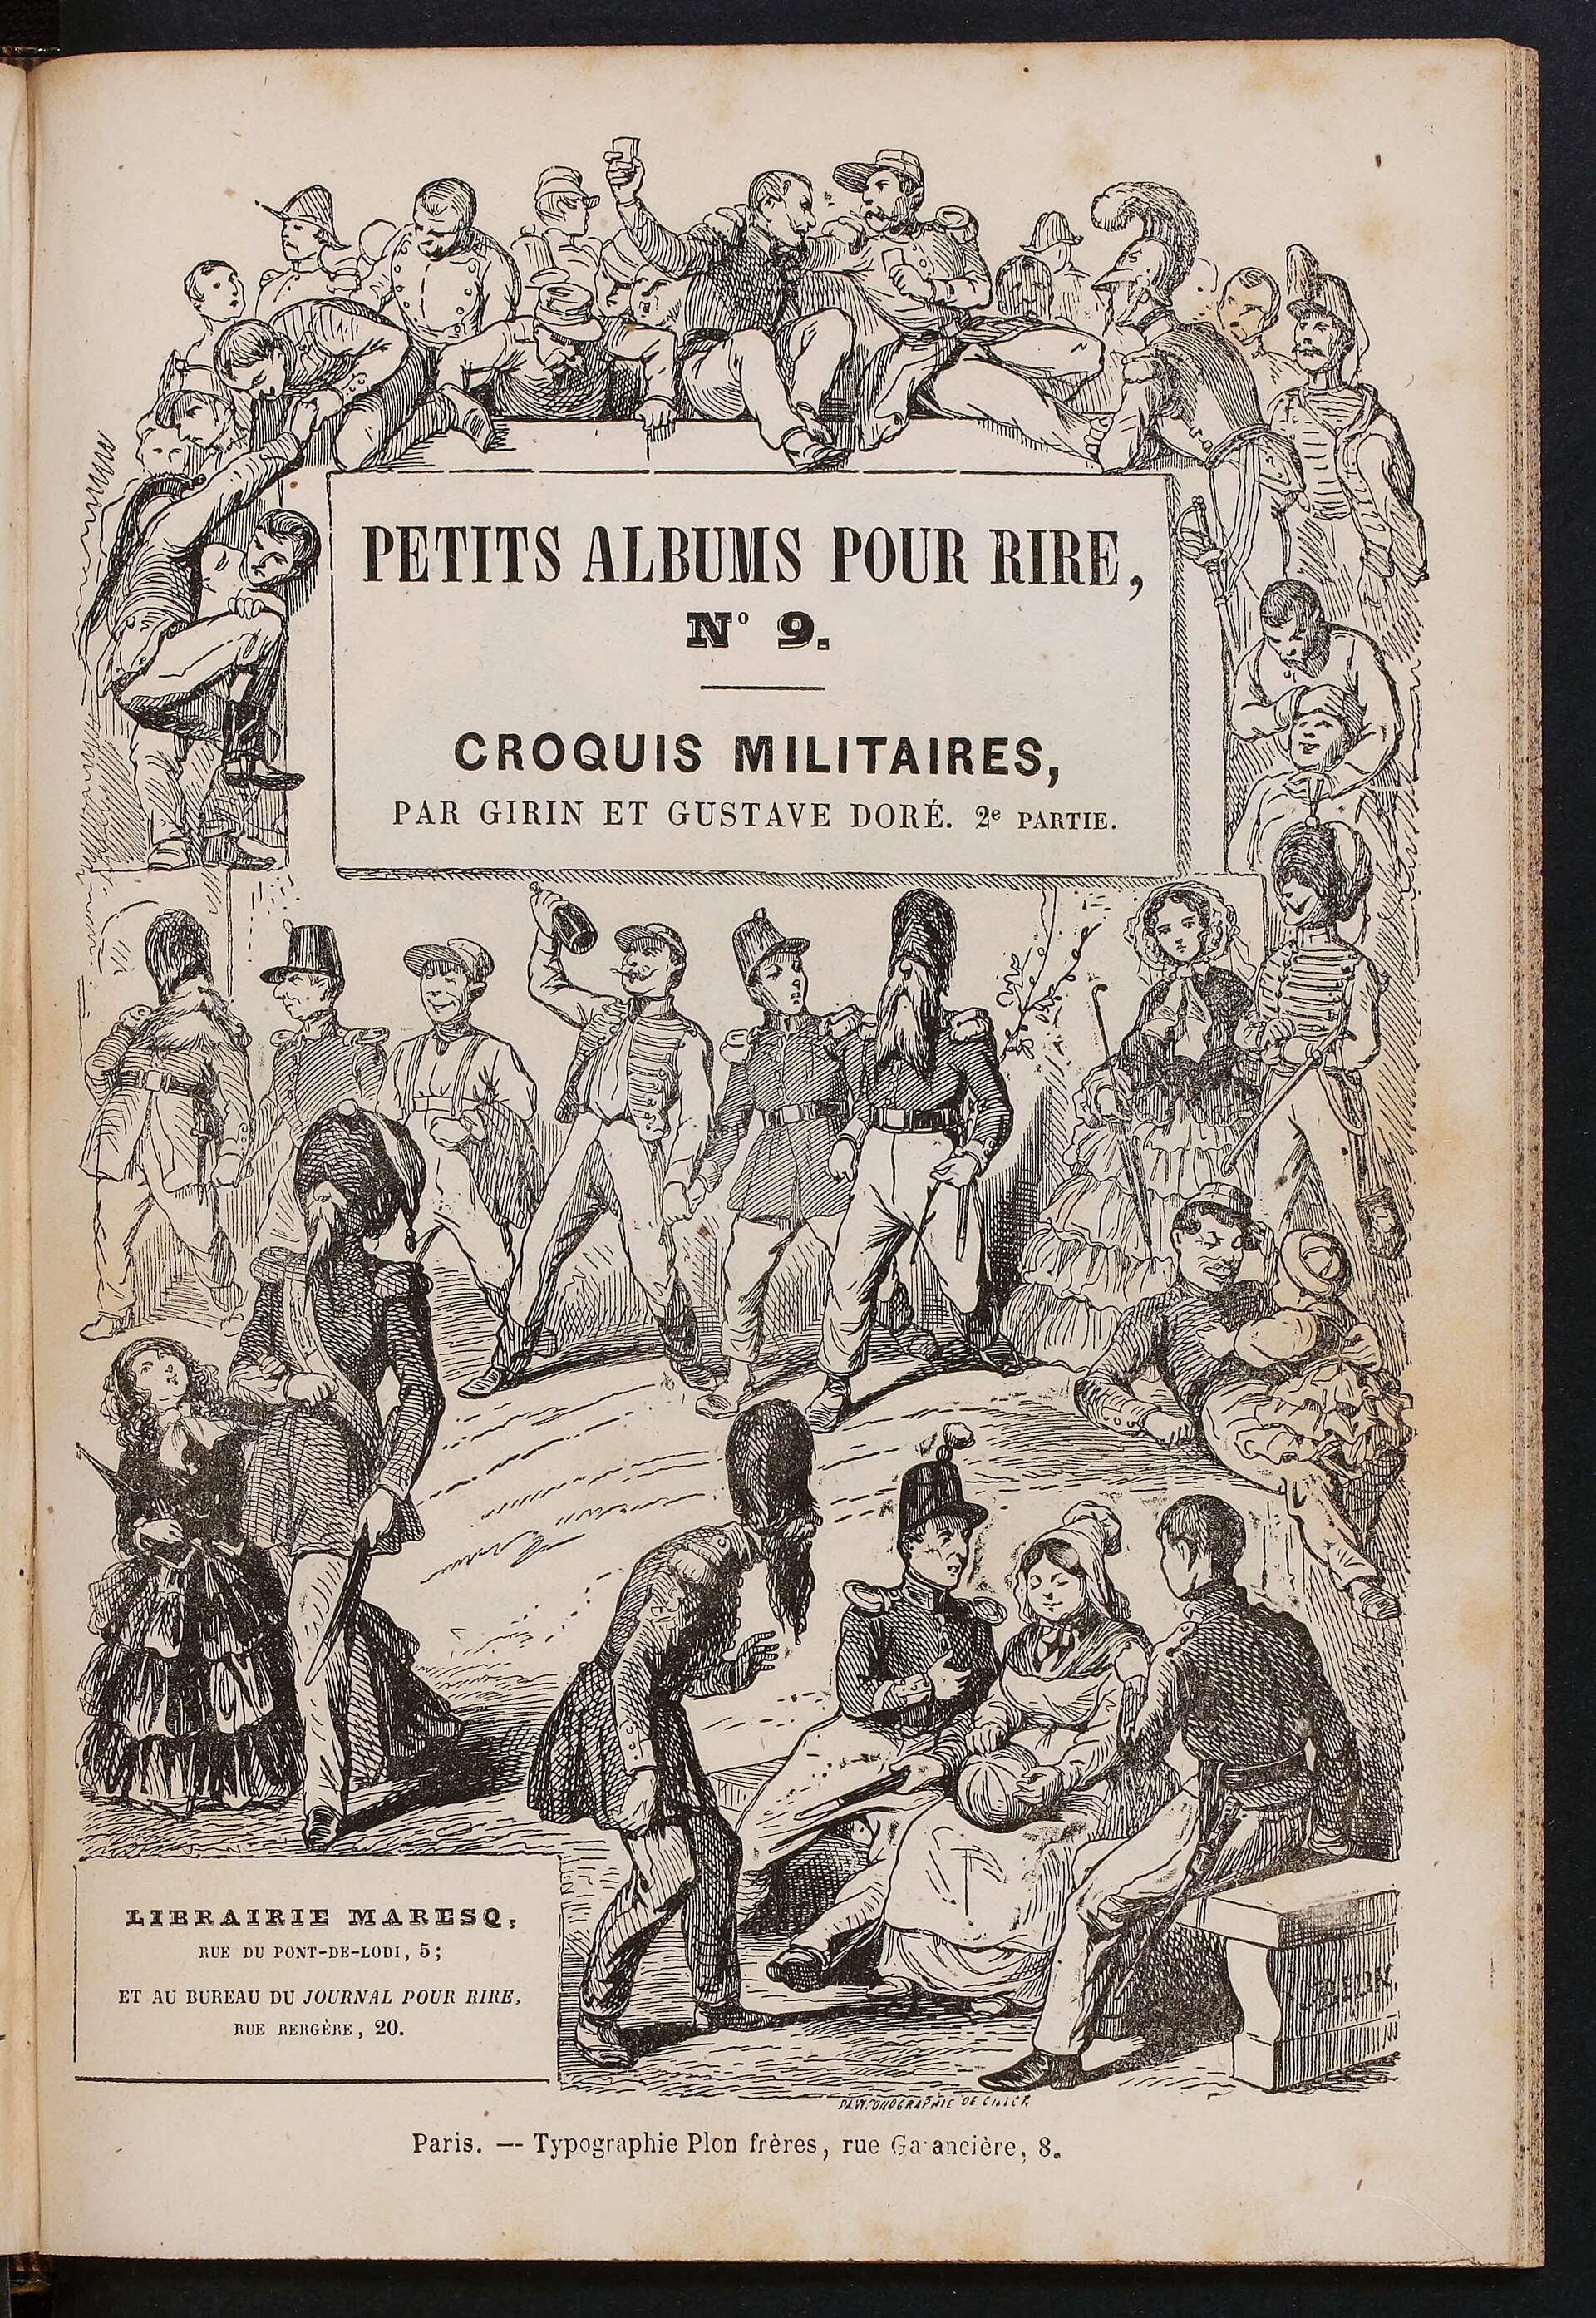 PETITS ALBUMS POUR RIRE,
Nº 9.
CROQUIS MILITAIRES,
PAR GIRIN ET GUSTAVE DORÉ. 2e PARTIE.
LIBRAIRIE MARESQ,
RUE DU PONT-DE-LODI, 5;
ET AU BUREAU DU JOURNAL POUR RIRE,
RUE BERGÈRE, 20.
DE
Paris. — Typographie Plon frères, rue Garancière, 8.